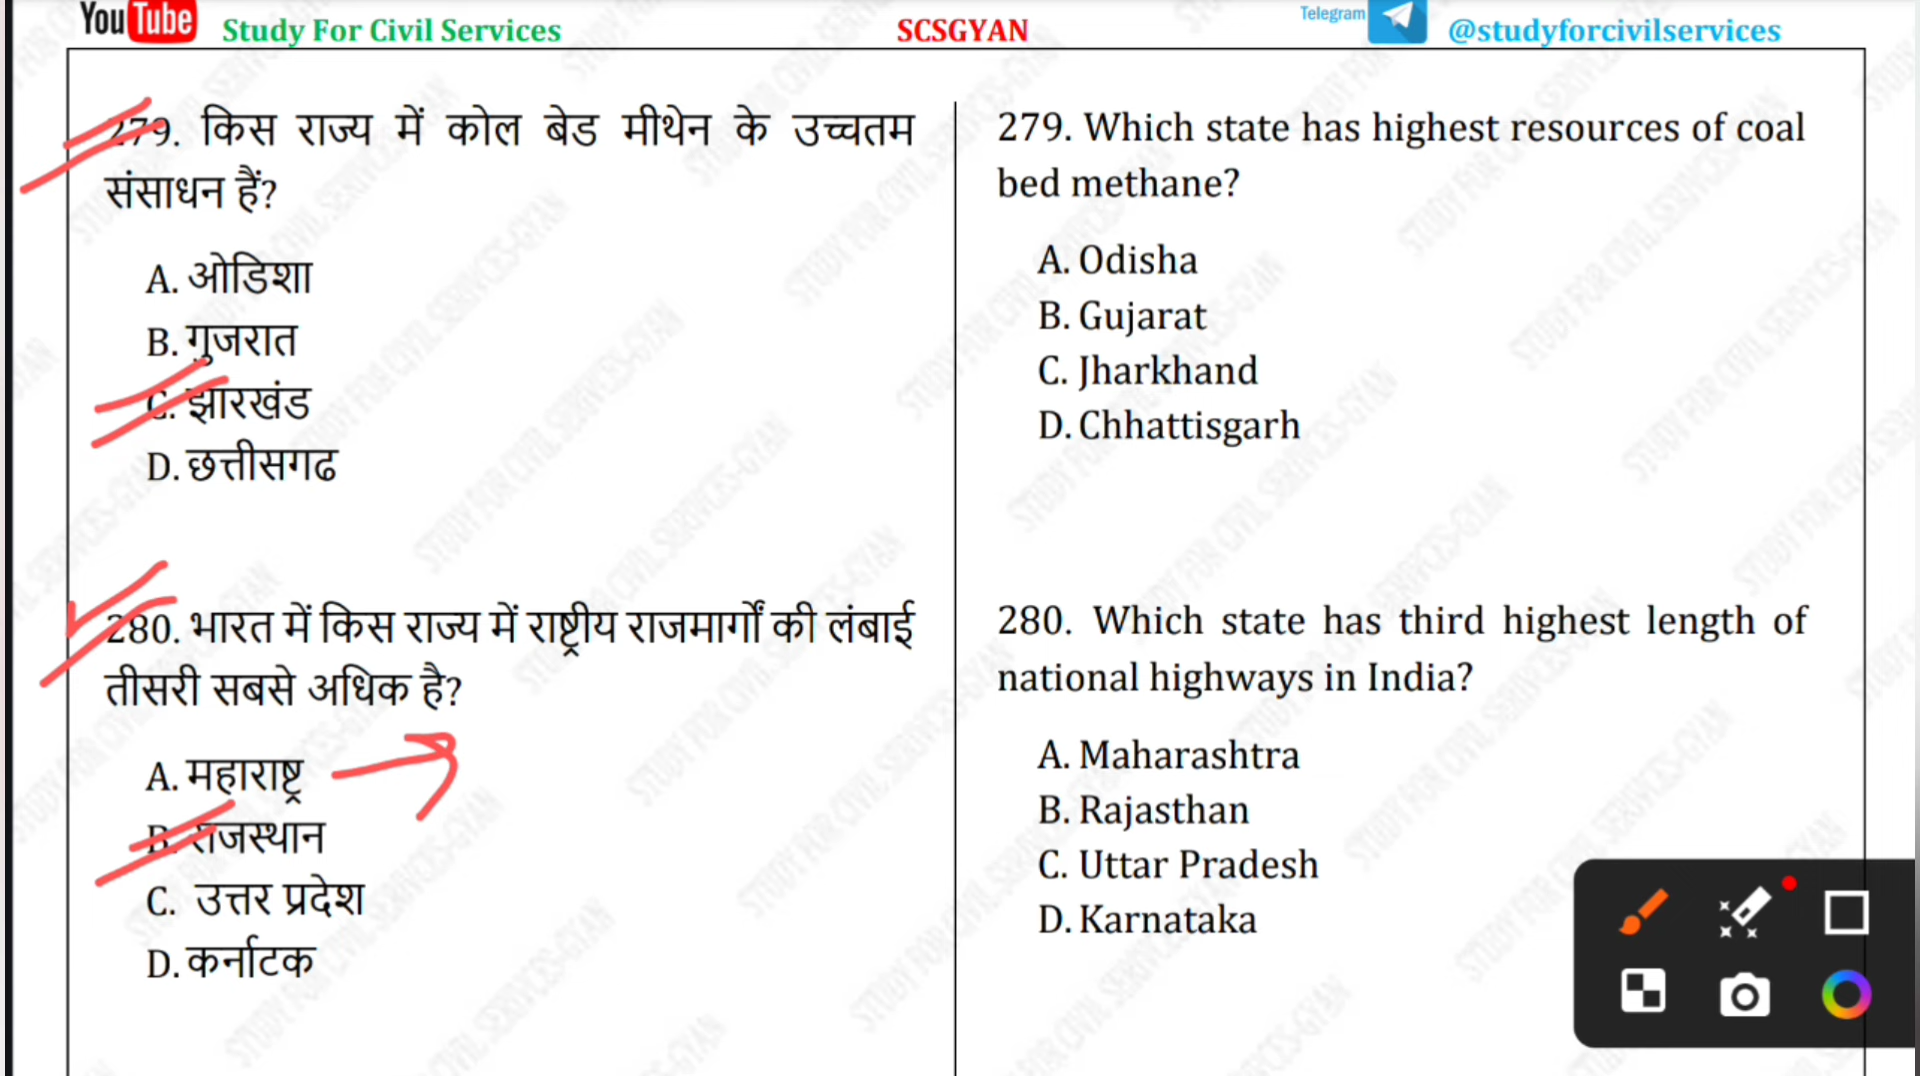 YouTube Study For Civil Services SCSGYAN Telegram @studyforcivilservices
279. किस राज्य में कोल बेड मीथेन के उच्चतम
संसाधन हैं?
A. ओडिशा
B. गुजरात
C. झारखंड
D. छत्तीसगढ
280. भारत में किस राज्य में राष्ट्रीय राजमार्गों की लंबाई
तीसरी सबसे अधिक है?
A. महाराष्ट्र
B. राजस्थान
C. उत्तर प्रदेश
D. कर्नाटक
279. Which state has highest resources of coal
bed methane?
A. Odisha
B. Gujarat
C. Jharkhand
D. Chhattisgarh
280. Which state has third highest length of
national highways in India?
A. Maharashtra
B. Rajasthan
C. Uttar Pradesh
D. Karnataka